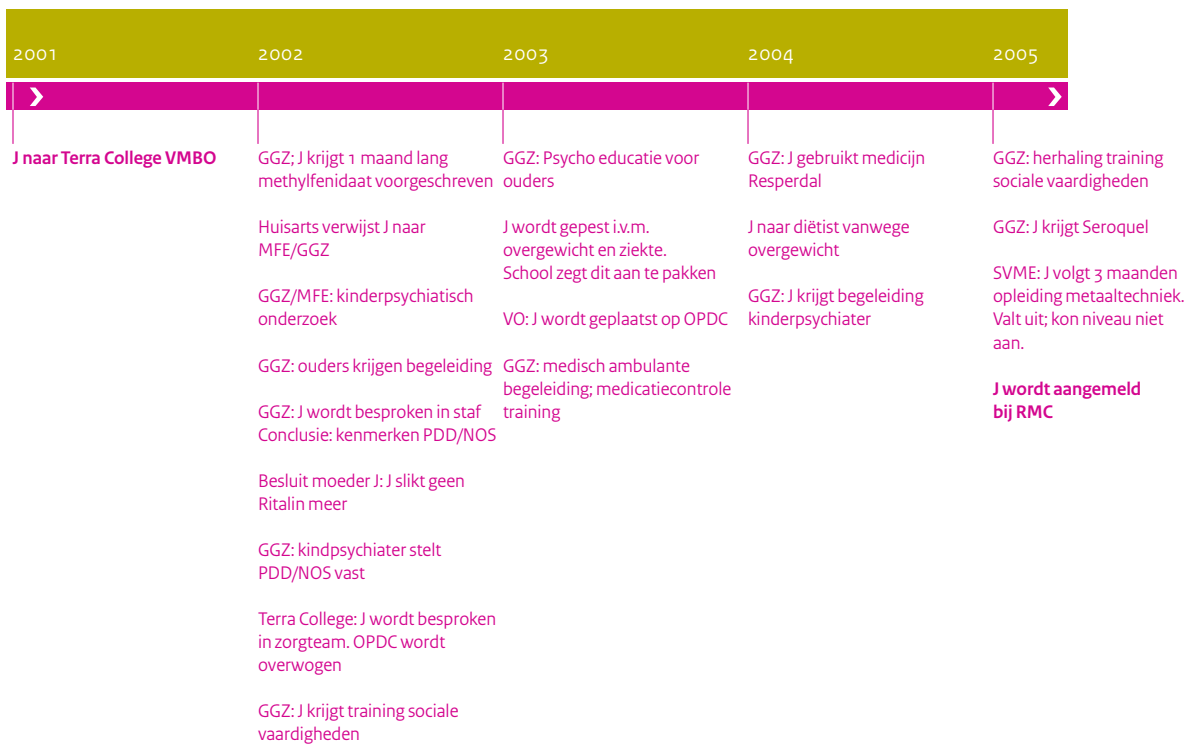 2001
2002
2003
2004
2005
J naar Terra College VMBO
GGZ; J krijgt 1 maand lang
methylfenidaat voorgeschreven
Huisarts verwijst J naar
MFE/GGZ
GGZ/MFE: kinderpsychiatisch
onderzoek
GGZ: ouders krijgen begeleiding
GGZ: J wordt besproken in staf
Conclusie: kenmerken PDD/NOS
Besluit moeder J: J slikt geen
Ritalin meer
GGZ: kindpsychiater stelt
PDD/NOS vast
Terra College: J wordt besproken
in zorgteam. OPDC wordt
overwogen
GGZ: J krijgt training sociale
vaardigheden
GGZ: Psycho educatie voor
ouders
J wordt gepest i.v.m.
overgewicht en ziekte.
School zegt dit aan te pakken
VO: J wordt geplaatst op OPDC
GGZ: medisch ambulante
begeleiding; medicatiecontrole
training
GGZ: J gebruikt medicijn
Resperdal
J naar diëtist vanwege
overgewicht
GGZ: J krijgt begeleiding
kinderpsychiater
GGZ: herhaling training
sociale vaardigheden
GGZ: J krijgt Seroquel
SVME: J volgt 3 maanden
opleiding metaaltechniek.
Valt uit; kon niveau niet
aan.
J wordt aangemeld
bij RMC